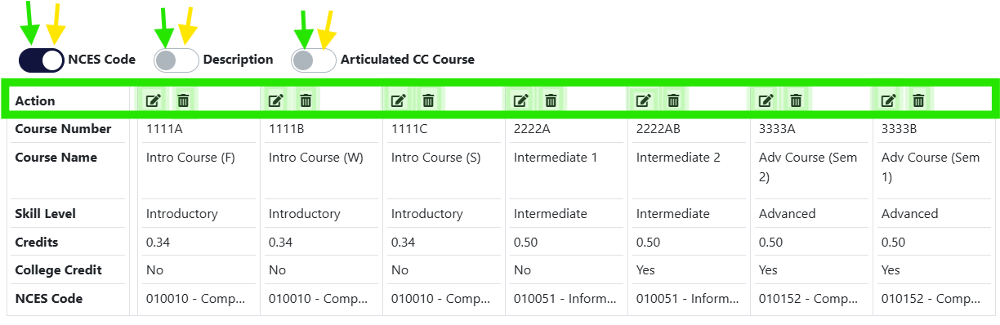 NCES Code Description Articulated CC Course
Action
Course Number 1111A 1111B 1111C 2222A 2222AB 3333A 3333B
Course Name Intro Course (F) Intro Course (W) Intro Course (S) Intermediate 1 Intermediate 2 Adv Course (Sem Adv Course (Sem
2) 1)
Skill Level Introductory Introductory Introductory Intermediate Intermediate Advanced Advanced
Credits 0.34 0.34 0.34 0.50 0.50 0.50 0.50
College Credit No No No No Yes Yes Yes
NCES Code 010010 - Comp... 010010 - Comp... 010010 - Comp... 010051 - Inform... 010051 - Inform... 010152 - Comp... 010152 - Comp...